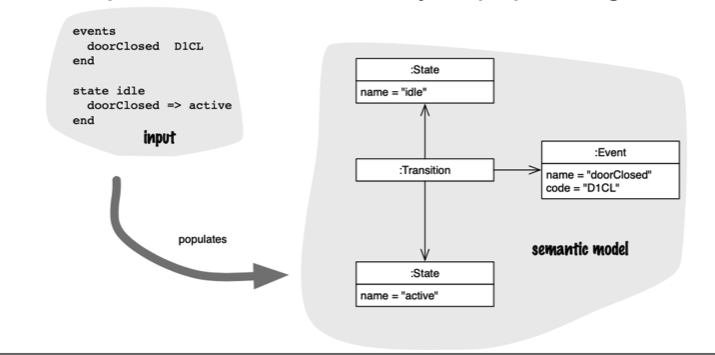 events
doorClosed D1CL
end
state idle
doorClosed => active
end
input
populates
:State
name = "idle"
:Transition
:Event
name = "doorClosed"
code = "D1CL"
semantic model
:State
name = "active"